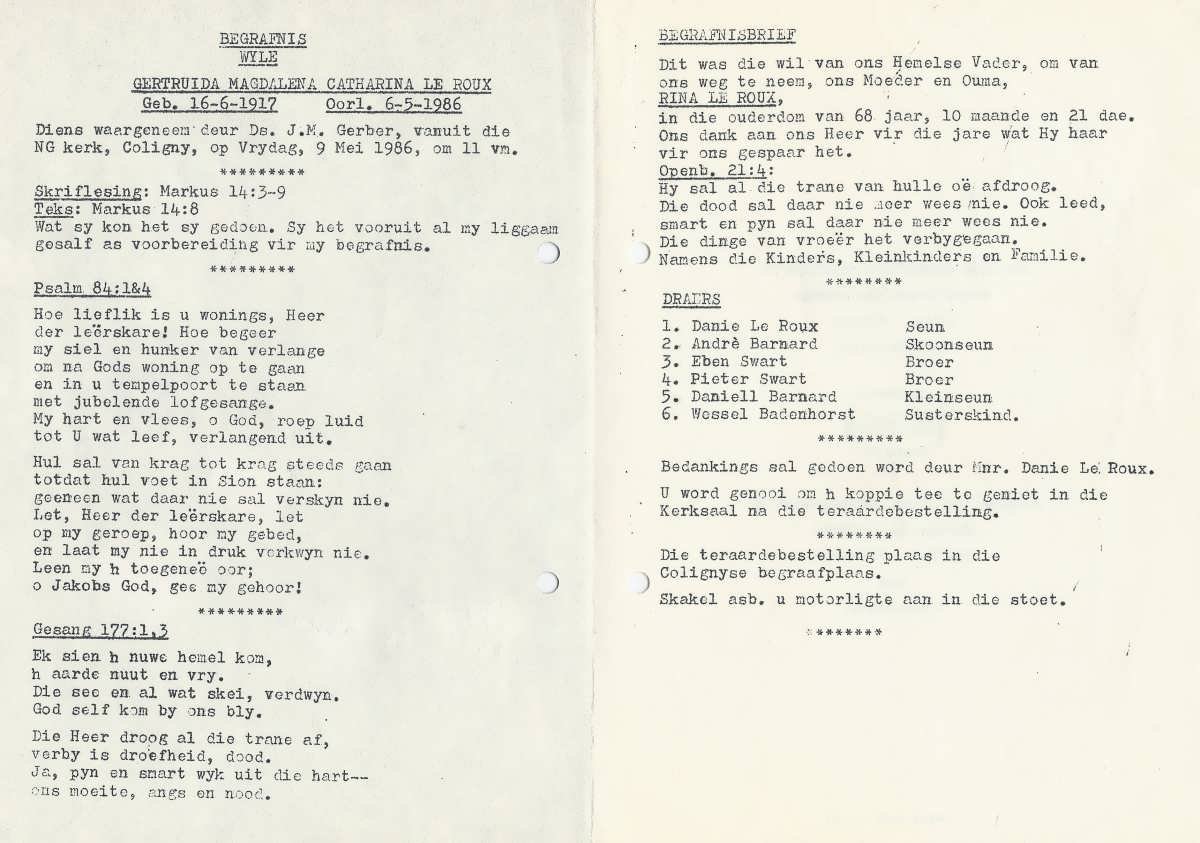 BEGRAFNIS
WYLE
GERTRUIDA MAGDALENA CATHARINA LE ROUX
Geb. 16-6-1917 Oorl. 6-5-1986
Diens waargeneem deur Ds. J.M. Gerber, vanuit die
NG kerk, Coligny, op Vrydag, 9 Mei 1986, om 11 vm.
*********
Skriflesing: Markus 14:3-9
Teks: Markus 14:8
Wat sy kon het sy gedoen. Sy het vooruit al my liggaam
gesalf as voorbereiding vir my begrafnis.
*********
Psalm 84:1&4
Hoe lieflik is u wonings, Heer
der leërskare! Hoe begeer
my siel en hunker van verlange
om na Gods woning op te gaan
en in u tempelpoort te staan
met jubelende lofgesange.
My hart en vlees, o God, roep luid
tot U wat leef, verlangend uit.
Hul sal van krag tot krag steeds gaan
totdat hul voet in Sion staan:
geeneen wat daar nie sal verskyn nie.
Let, Heer der leërskare, let
op my geroep, hoor my gebed,
en laat my nie in druk verkwyn nie.
Leen my h toegeneë oor;
o Jakobs God, gee my gehoor!
*********
Gesang 177:1,3
Ek sien h nuwe hemel kom,
h aarde nuut en vry.
Die see en al wat skei, verdwyn.
God self kom by ons bly.
Die Heer droog al die trane af,
verby is droefheid, dood.
Ja, pyn en smart wyk uit die hart--
ons moeite, angs en nood.
BEGRAFNISBRIEF
Dit was die wil van ons Hemelse Vader, om van
ons weg te neem, ons Moeder en Ouma,
RINA LE ROUX,
in die ouderdom van 68 jaar, 10 maande en 21 dae.
Ons dank aan ons Heer vir die jare wat Hy haar
vir ons gespaar het.
Openb. 21:4:
Hy sal al die trane van hulle oë afdroog.
Die dood sal daar nie meer wees nie. Ook leed,
smart en pyn sal daar nie meer wees nie.
Die dinge van vroeër het verbygegaan.
Namens die Kinders, Kleinkinders en Familie.
********
DRAERS
1. Danie Le Roux Seun
2. Andrè Barnard Skoonseun
3. Eben Swart Broer
4. Pieter Swart Broer
5. Daniell Barnard Kleinseun
6. Wessel Badenhorst Susterskind.
*********
Bedankings sal gedoen word deur Mnr. Danie Le Roux.
U word genooi om h koppie tee te geniet in die
Kerksaal na die teraardebestelling.
********
Die teraardebestelling plaas in die
Colignyse begraafplaas.
Skakel asb. u motorligte aan in die stoet.
********